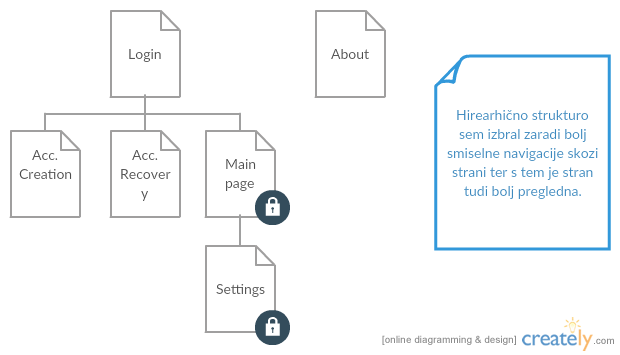 Login
About
Acc.
Creation
Acc.
Recover
y
Main
page
Settings
Hirearhično strukturo
sem izbral zaradi bolj
smiselne navigacije skozi
strani ter s tem je stran
tudi bolj pregledna.
[online diagramming & design] creately.com